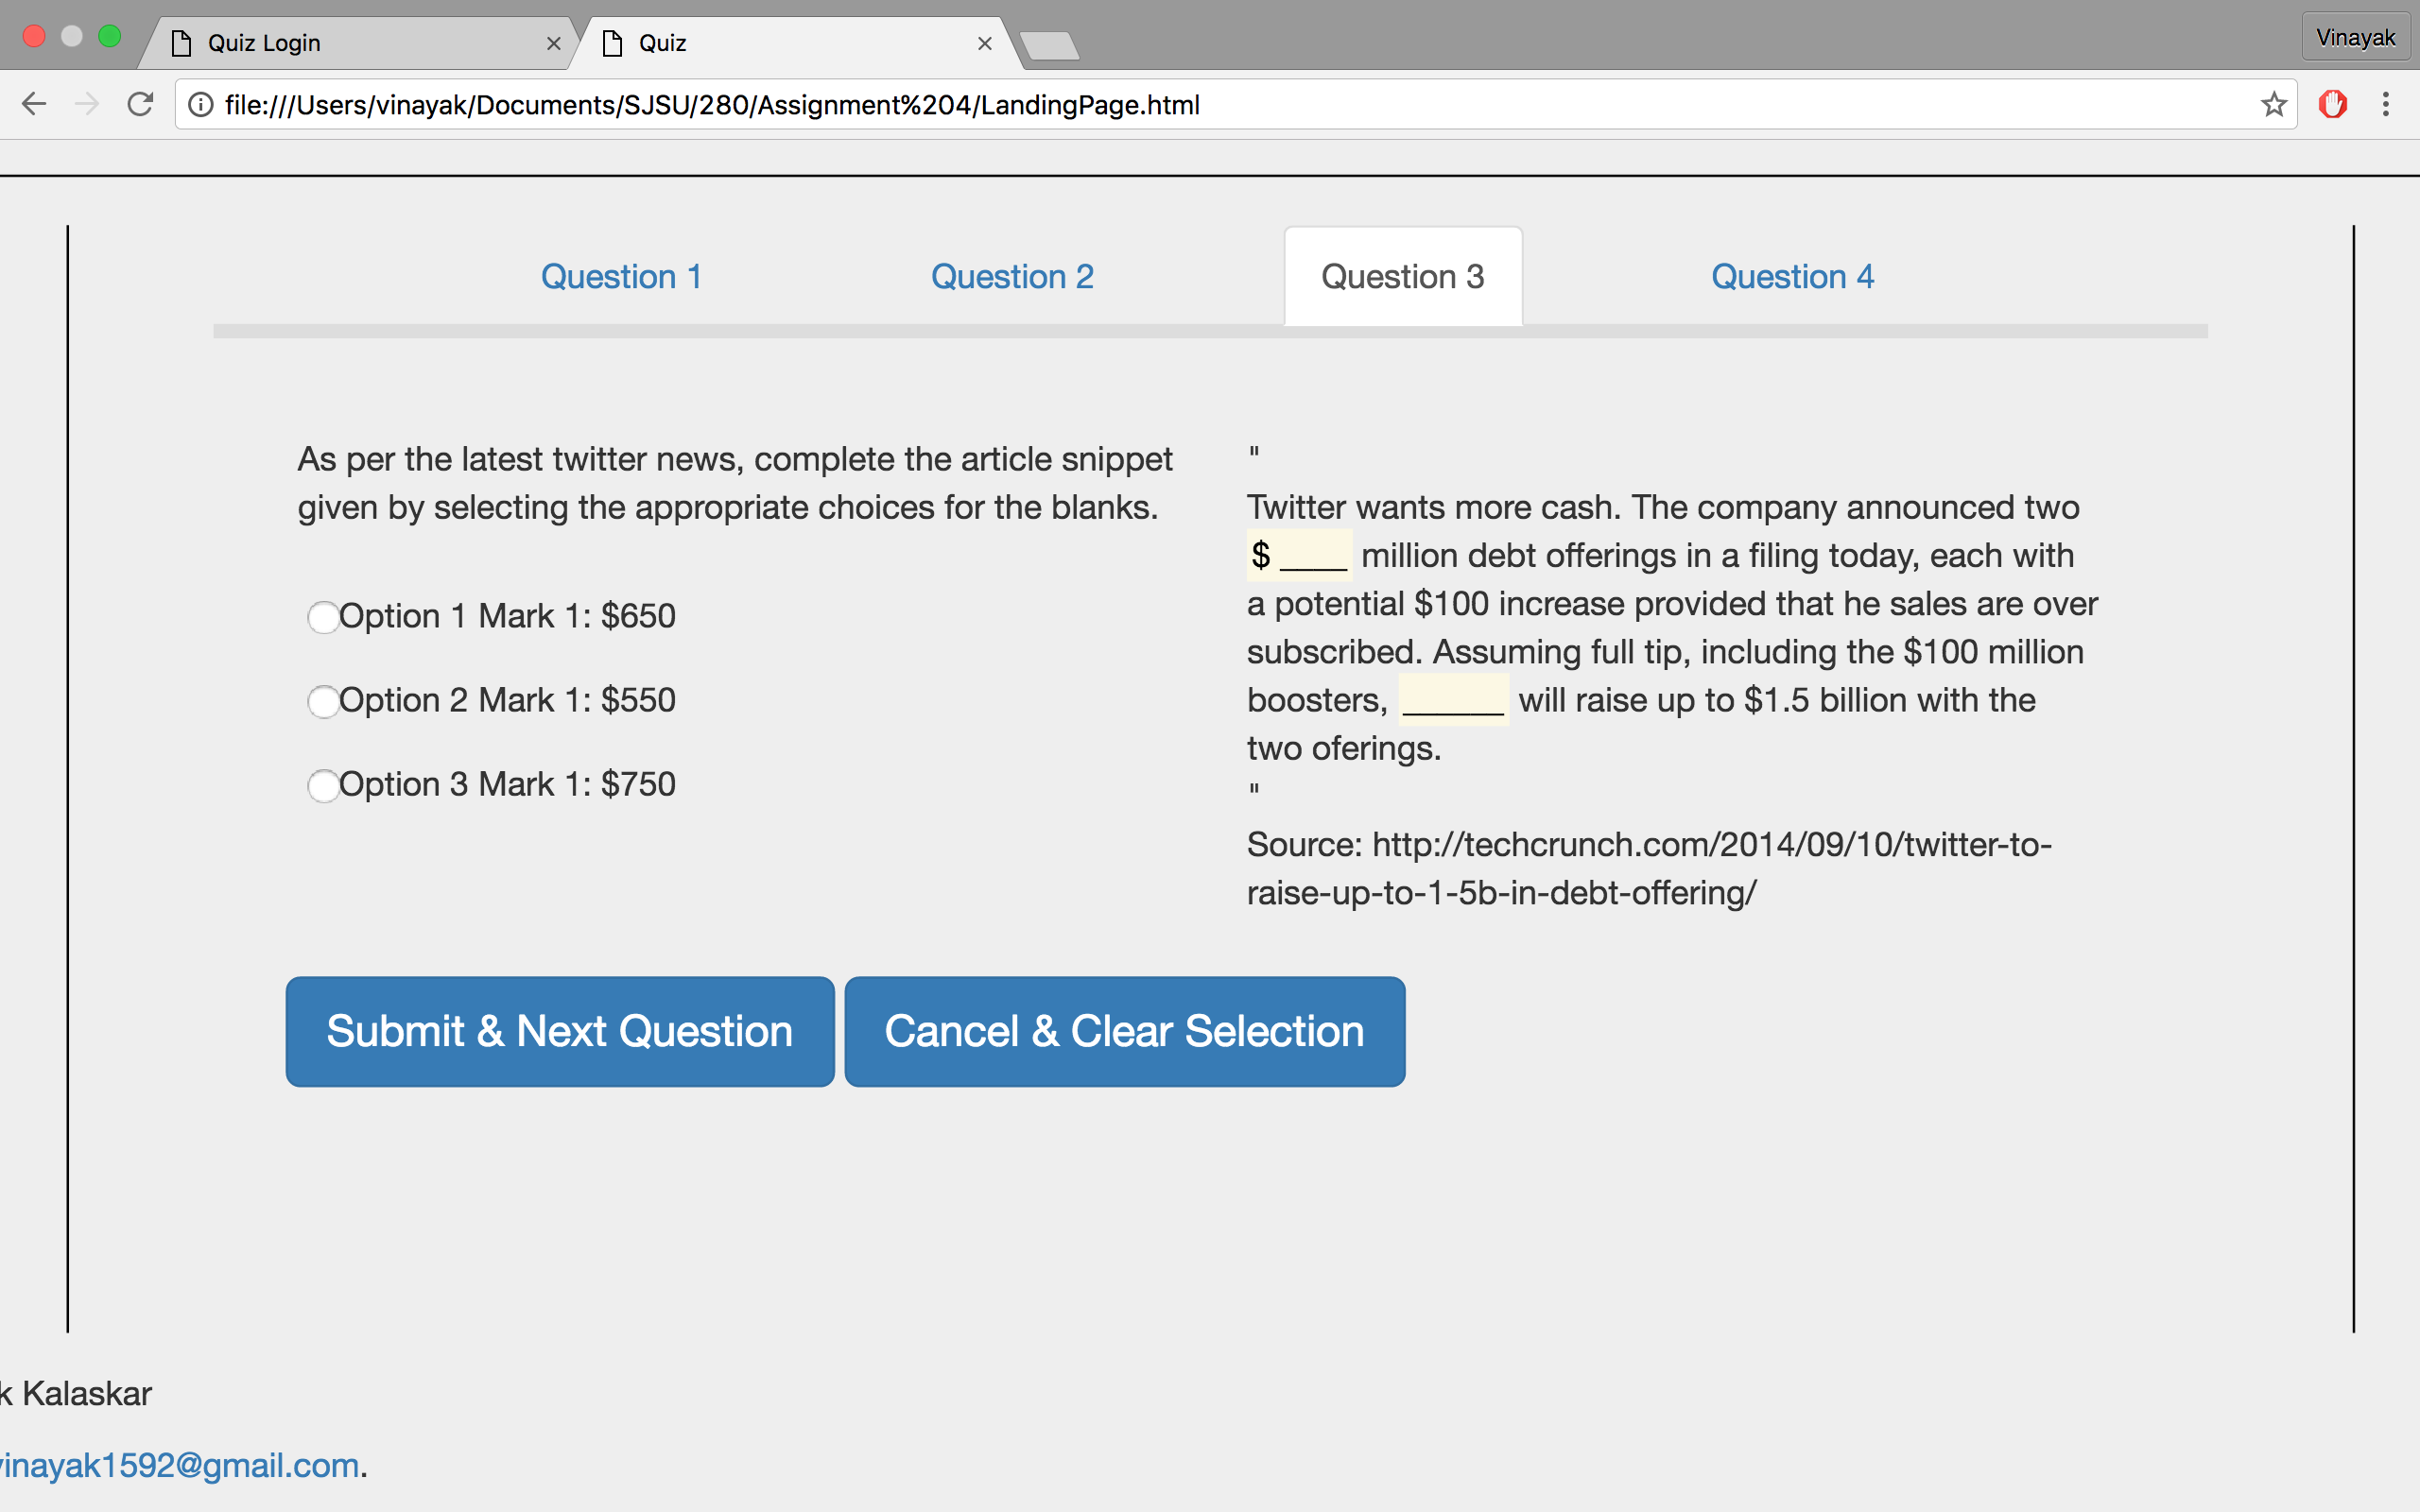 Quiz Login
Quiz
Vinayak
file:///Users/vinayak/Documents/SJSU/280/Assignment%204/LandingPage.html
Question 1
Question 2
Question 3
Question 4
As per the latest twitter news, complete the article snippet
given by selecting the appropriate choices for the blanks.
Option 1 Mark 1: $650
Option 2 Mark 1: $550
Option 3 Mark 1: $750
"
Twitter wants more cash. The company announced two
$ ____ million debt offerings in a filing today, each with
a potential $100 increase provided that he sales are over
subscribed. Assuming full tip, including the $100 million
boosters, ______ will raise up to $1.5 billion with the
two oferings.
"
Source: http://techcrunch.com/2014/09/10/twitter-to-
raise-up-to-1-5b-in-debt-offering/
Submit & Next Question
Cancel & Clear Selection
k Kalaskar
vinayak1592@gmail.com.